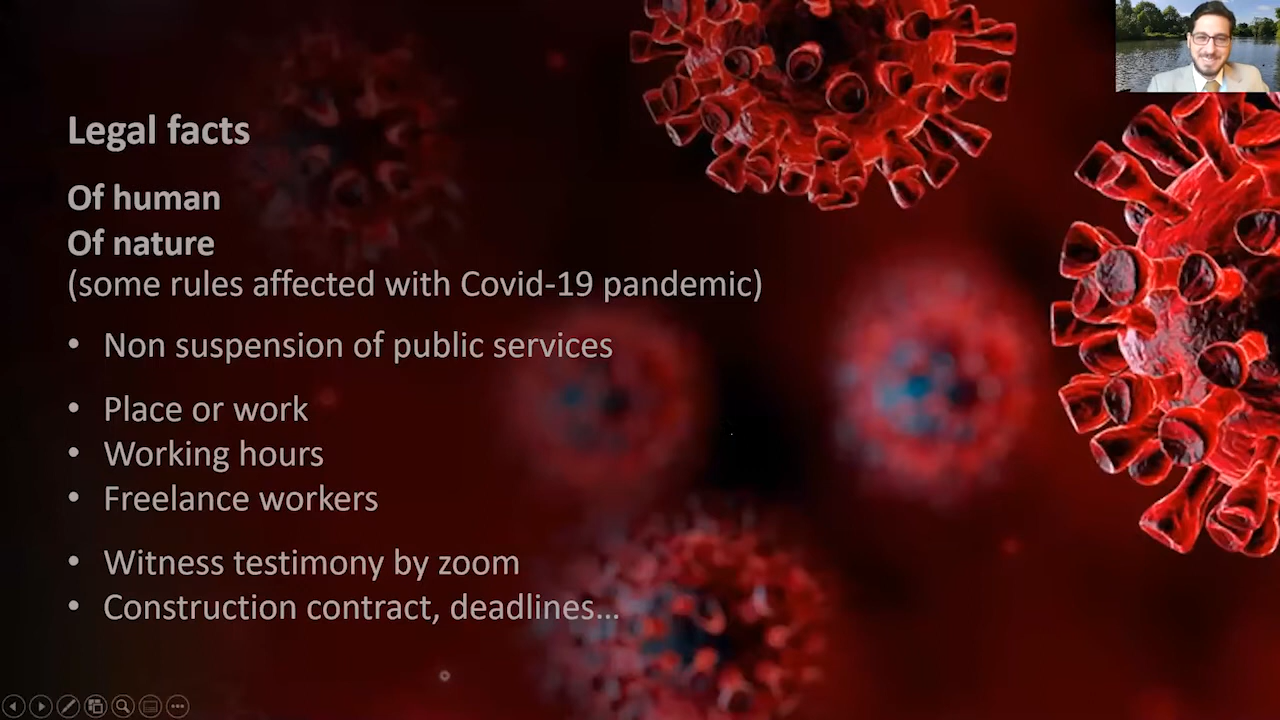 Legal facts
Of human
Of nature
(some rules affected with Covid-19 pandemic)
• Non suspension of public services
• Place or work
• Working hours
• Freelance workers
• Witness testimony by zoom
• Construction contract, deadlines...